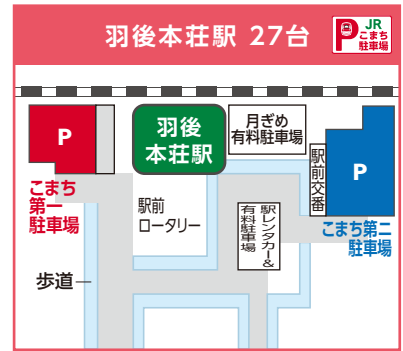 羽後本荘駅 27台
P
JR
こまち
駐車場
P
羽後
本荘駅
月ぎめ
有料駐車場
駅前交番
P
こまち
第一
駐車場
駅前
ロータリー
駅レンタカー&
有料駐車場
こまち第二
駐車場
歩道